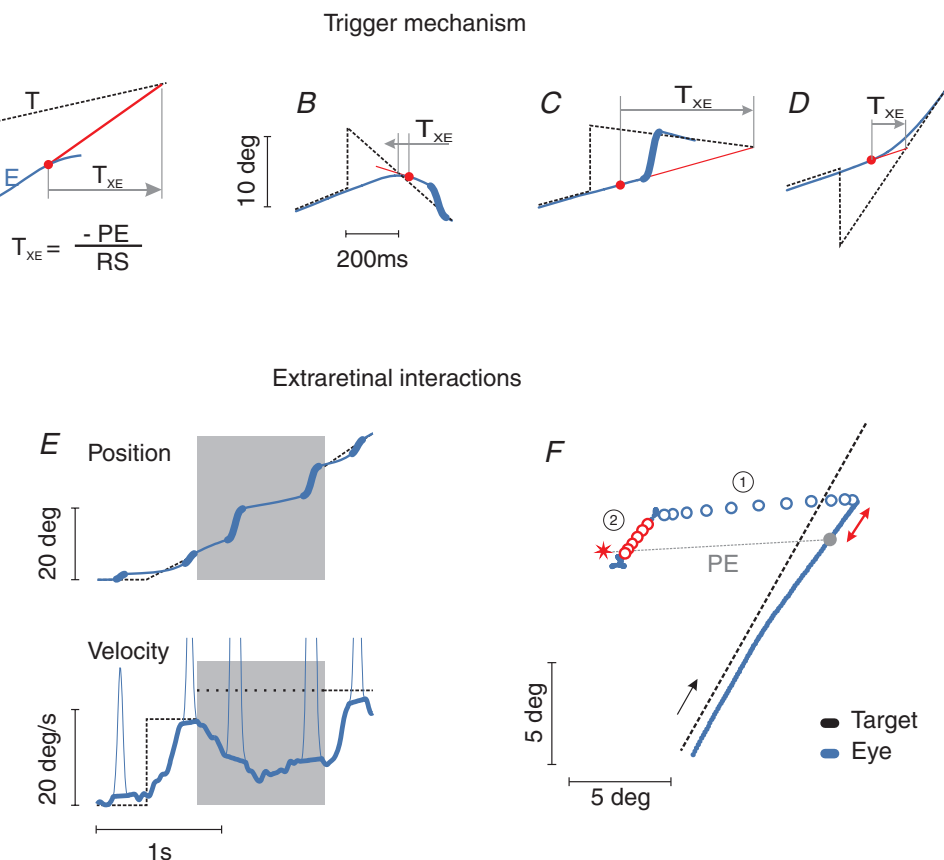 Trigger mechanism
T
E
T_XE
T_XE = - PE / RS
B
T_XE
10 deg
200ms
C
T_XE
D
T_XE
Extraretinal interactions
E
Position
20 deg
Velocity
20 deg/s
1s
F
1
2
PE
5 deg
5 deg
Target
Eye